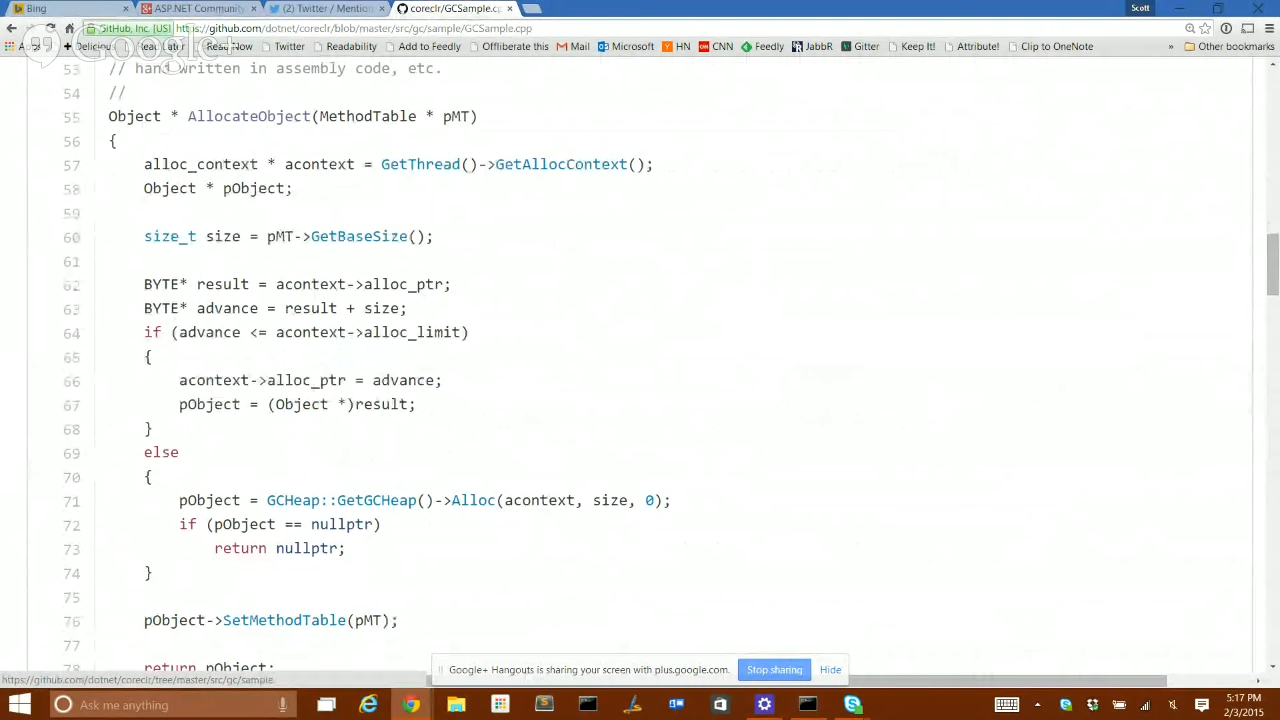 Bing
ASP.NET Community
(2) Twitter / Mention
coreclr/GCSample.cp
Scott
GitHub, Inc. [US]
https://github.com/dotnet/coreclr/blob/master/src/gc/sample/GCSample.cpp
Google+
Readability
Read Now
Twitter
Readability
Add to Feedly
Offliberate this
Mail
Microsoft
HN
CNN
Feedly
JabbR
Gitter
Keep It!
Attribute!
Clip to OneNote
»
Other bookmarks
53 // hand written in assembly code, etc.
54 //
55 Object * AllocateObject(MethodTable * pMT)
56 {
57 alloc_context * acontext = GetThread()->GetAllocContext();
58 Object * pObject;
59
60 size_t size = pMT->GetBaseSize();
61
62 BYTE* result = acontext->alloc_ptr;
63 BYTE* advance = result + size;
64 if (advance <= acontext->alloc_limit)
65 {
66 acontext->alloc_ptr = advance;
67 pObject = (Object *)result;
68 }
69 else
70 {
71 pObject = GCHeap::GetGCHeap()->Alloc(acontext, size, 0);
72 if (pObject == nullptr)
73 return nullptr;
74 }
75
76 pObject->SetMethodTable(pMT);
77
78 return pObject;
Google+ Hangouts is sharing your screen with plus.google.com.
Stop sharing
Hide
https://github.com/dotnet/coreclr/tree/master/src/gc/sample
Ask me anything
5:17 PM
2/3/2015